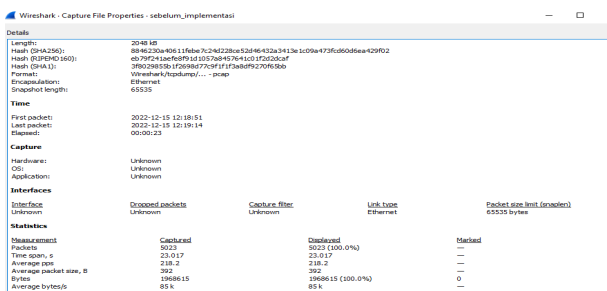 Wireshark · Capture File Properties - sebelum_implementasi
Details
Length: 2048 kB
Hash (SHA256): 8846230a40611febe7c24d228ce52d46432a3413e1c09a473fcd60d6ea429f02
Hash (RIPEMD160): eb79f241aefe8f91d1057a8457641c01f2d2dcaf
Hash (SHA1): 3f8029855b1f2698d77c9f1f1f3a8df9270f65bb
Format: Wireshark/tcpdump/... - pcap
Encapsulation: Ethernet
Snapshot length: 65535
Time
First packet: 2022-12-15 12:18:51
Last packet: 2022-12-15 12:19:14
Elapsed: 00:00:23
Capture
Hardware: Unknown
OS: Unknown
Application: Unknown
Interfaces
Interface Dropped packets Capture filter Link type Packet size limit (snaplen)
Unknown Unknown Unknown Ethernet 65535 bytes
Statistics
Measurement Captured Displayed Marked
Packets 5023 5023 (100.0%) —
Time span, s 23.017 23.017 —
Average pps 218.2 218.2 —
Average packet size, B 392 392 —
Bytes 1968615 1968615 (100.0%) 0
Average bytes/s 85 k 85 k —